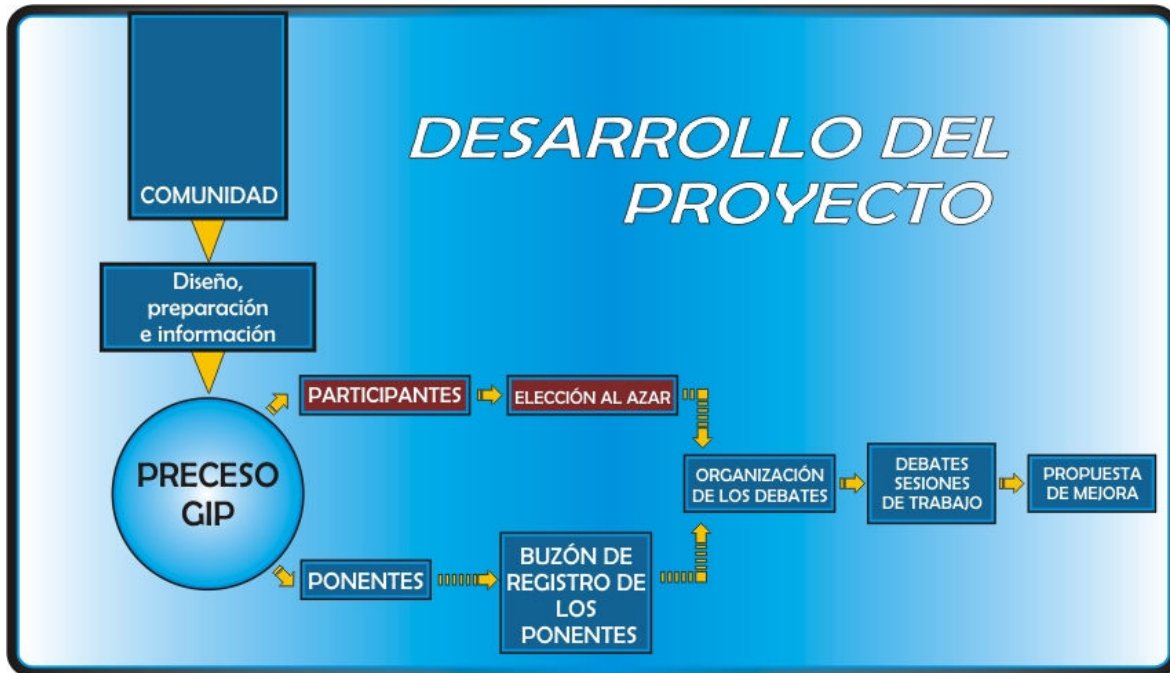 DESARROLLO DEL
PROYECTO
COMUNIDAD
Diseño,
preparación
e información
PRECESO
GIP
PARTICIPANTES
ELECCIÓN AL AZAR
PONENTES
BUZÓN DE
REGISTRO DE
LOS
PONENTES
ORGANIZACIÓN
DE LOS DEBATES
DEBATES
SESIONES
DE TRABAJO
PROPUESTA
DE MEJORA